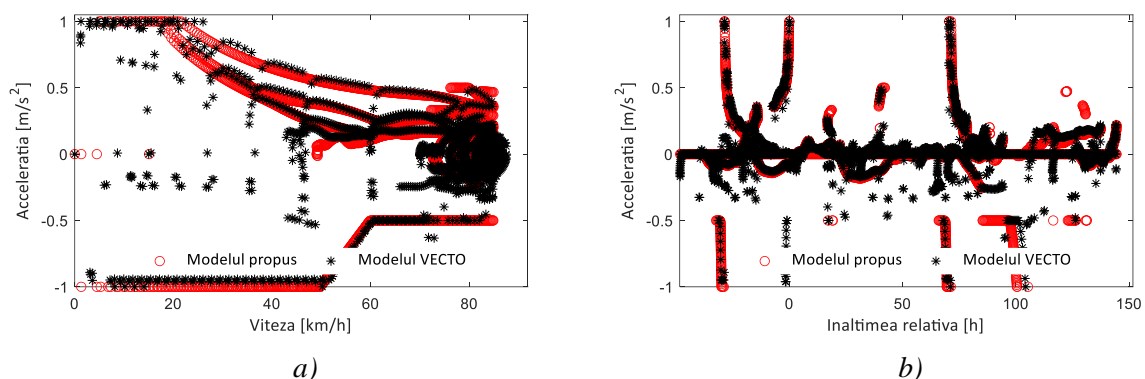 1
0.5
0
-0.5
-1
Acceleratia [m/s²]
Modelul propus
Modelul VECTO
0
20
40
60
80
Viteza [km/h]
a)
1
0.5
0
-0.5
-1
Acceleratia [m/s²]
Modelul propus
Modelul VECTO
0
50
100
150
Inaltimea relativa [h]
b)